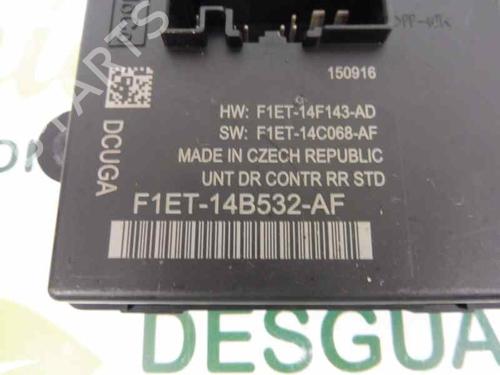 150916
HW: F1ET-14F143-AD
SW: F1ET-14C068-AF
MADE IN CZECH REPUBLIC
UNT DR CONTR RR STD
DCUGA
F1ET-14B532-AF
PARTS
DESGUA